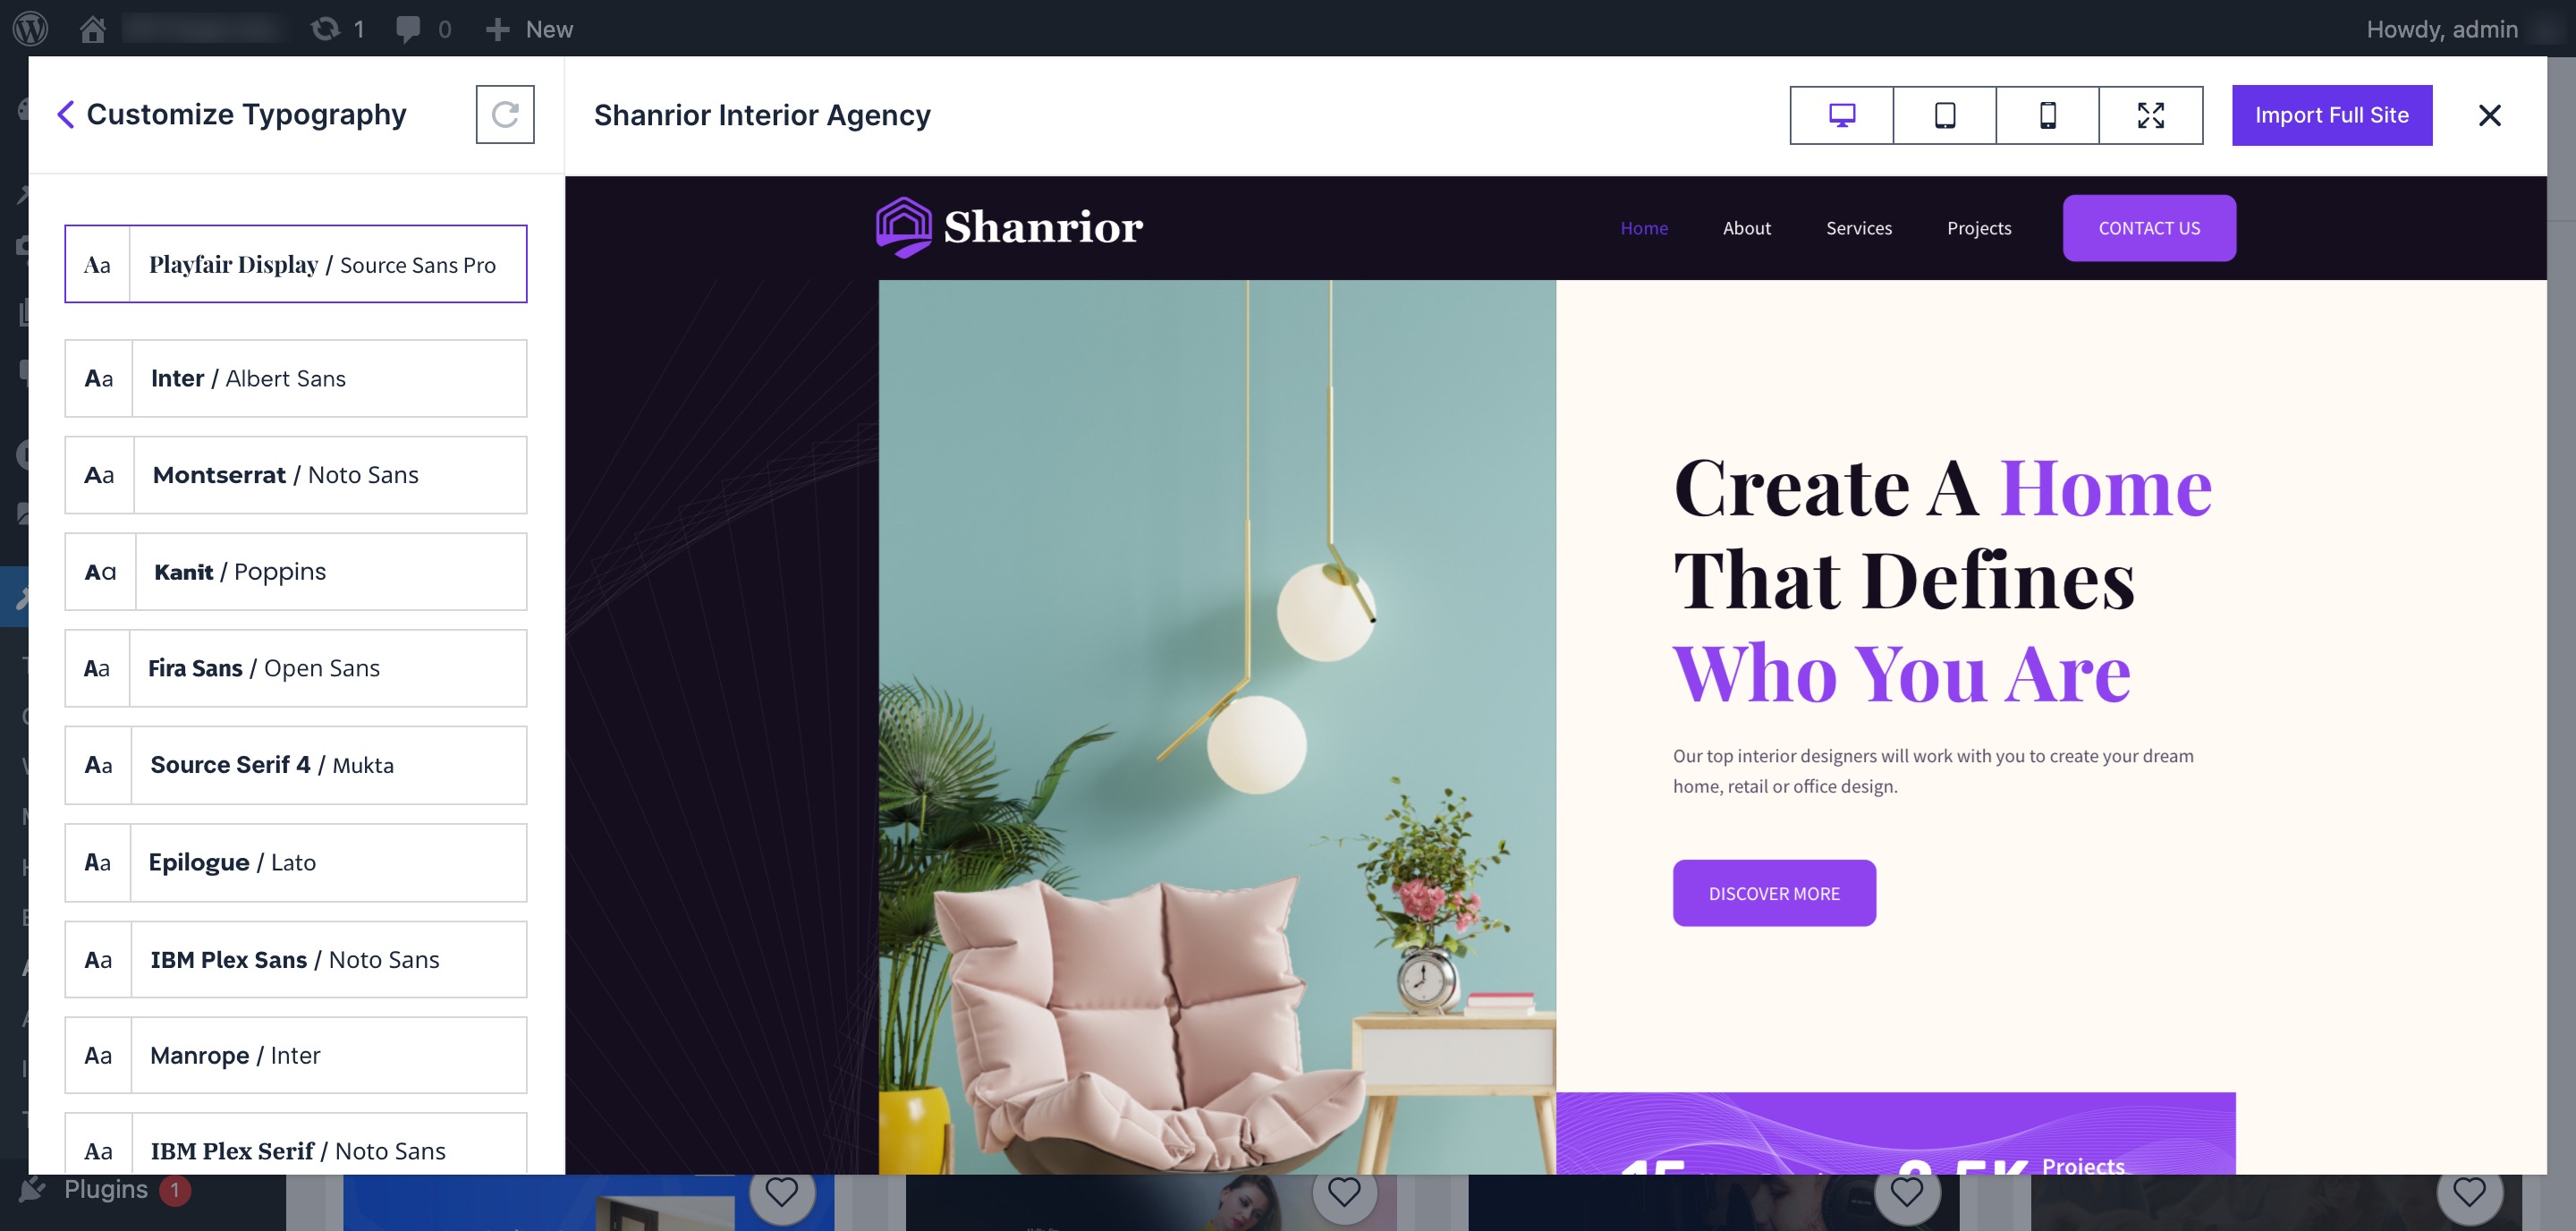 1 0 New Howdy, admin
Customize Typography
Shanrior Interior Agency
Import Full Site
Aa Playfair Display / Source Sans Pro
Aa Inter / Albert Sans
Aa Montserrat / Noto Sans
Aa Kanit / Poppins
Aa Fira Sans / Open Sans
Aa Source Serif 4 / Mukta
Aa Epilogue / Lato
Aa IBM Plex Sans / Noto Sans
Aa Manrope / Inter
Aa IBM Plex Serif / Noto Sans
Shanrior
Home About Services Projects CONTACT US
Create A Home
That Defines
Who You Are
Our top interior designers will work with you to create your dream
home, retail or office design.
DISCOVER MORE
Projects
Plugins 1